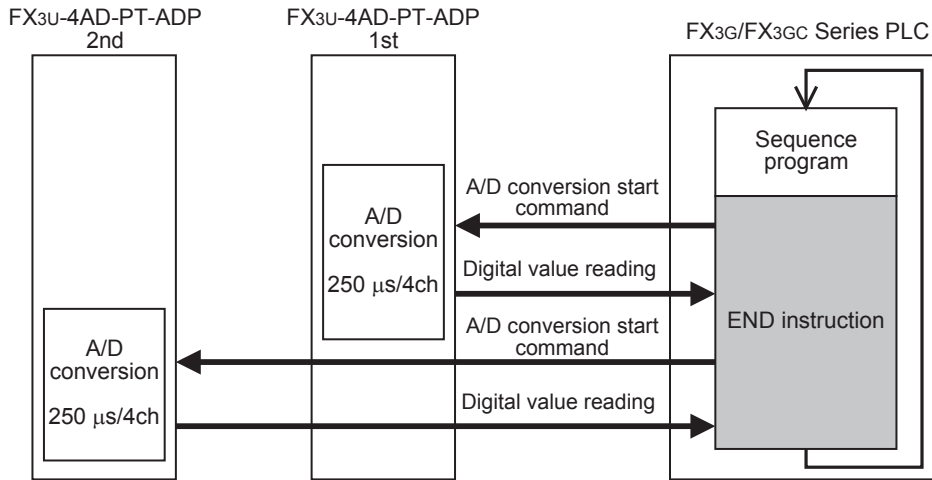 FX3U-4AD-PT-ADP
2nd
FX3U-4AD-PT-ADP
1st
FX3G/FX3GC Series PLC
Sequence
program
A/D conversion start
command
A/D
conversion
250 μs/4ch
Digital value reading
END instruction
A/D conversion start
command
A/D
conversion
250 μs/4ch
Digital value reading